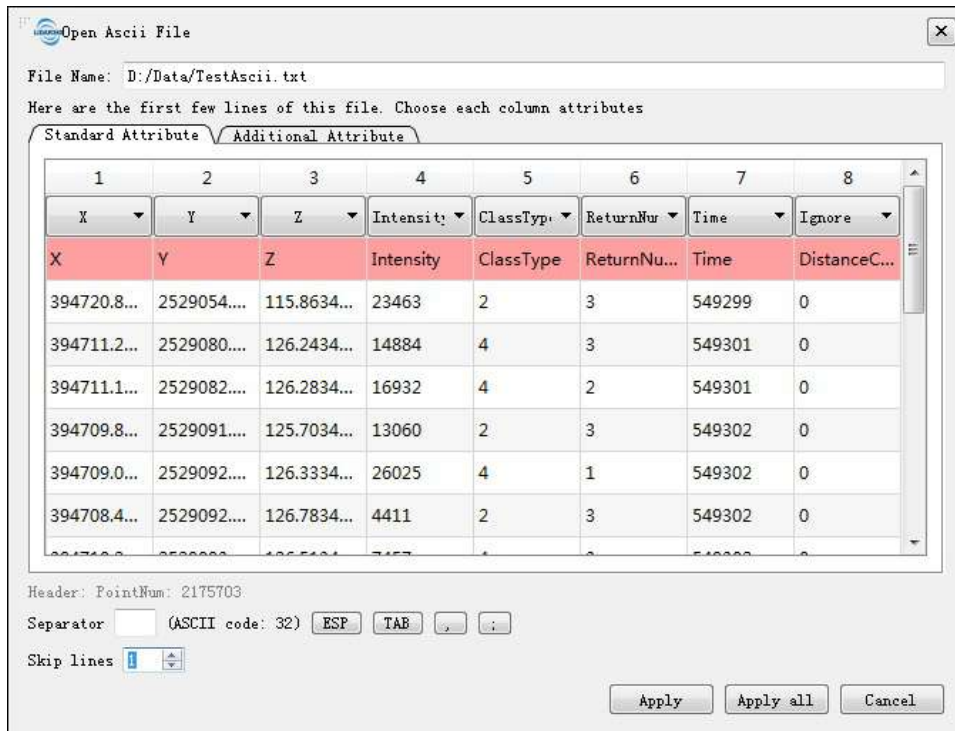 Open Ascii File
File Name: D:/Data/TestAscii.txt
Here are the first few lines of this file. Choose each column attributes
Standard Attribute Additional Attribute
1 2 3 4 5 6 7 8
X Y Z Intensit ClassTyp ReturnNur Time Ignore
X Y Z Intensity ClassType ReturnNu... Time DistanceC...
394720.8... 2529054.... 115.8634... 23463 2 3 549299 0
394711.2... 2529080.... 126.2434... 14884 4 3 549301 0
394711.1... 2529082.... 126.2834... 16932 4 2 549301 0
394709.8... 2529091.... 125.7034... 13060 2 3 549302 0
394709.0... 2529092.... 126.3334... 26025 4 1 549302 0
394708.4... 2529092.... 126.7834... 4411 2 3 549302 0
Header: PointNum: 2175703
Separator (ASCII code: 32) ESP TAB , ;
Skip lines 1
Apply Apply all Cancel